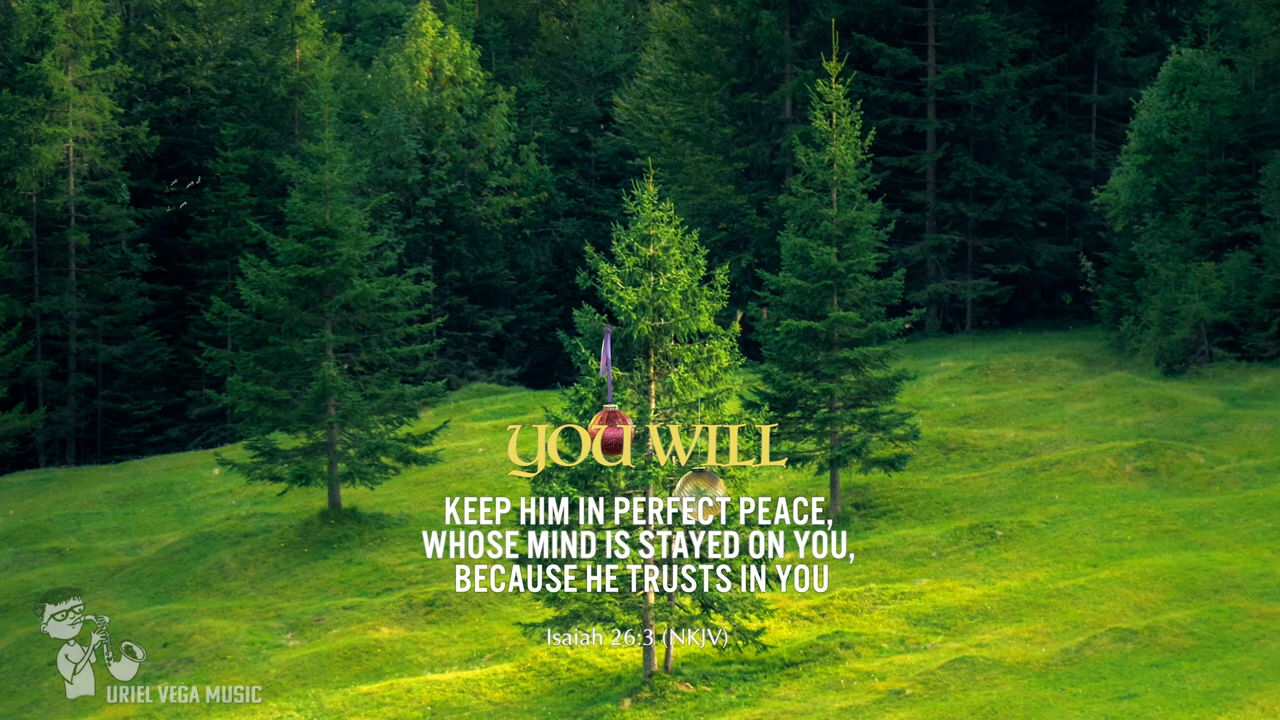 YOU WILL
KEEP HIM IN PERFECT PEACE,
WHOSE MIND IS STAYED ON YOU,
BECAUSE HE TRUSTS IN YOU
Isaiah 26:3 (NKJV)
URIEL VEGA MUSIC